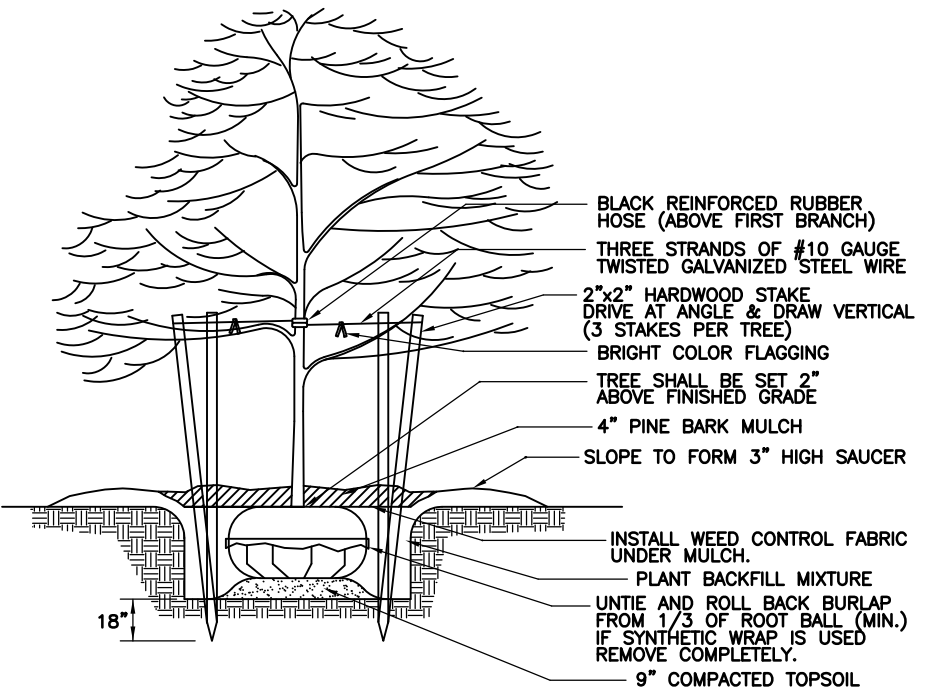 BLACK REINFORCED RUBBER
HOSE (ABOVE FIRST BRANCH)
THREE STRANDS OF #10 GAUGE
TWISTED GALVANIZED STEEL WIRE
2"x2" HARDWOOD STAKE
DRIVE AT ANGLE & DRAW VERTICAL
(3 STAKES PER TREE)
BRIGHT COLOR FLAGGING
TREE SHALL BE SET 2"
ABOVE FINISHED GRADE
4" PINE BARK MULCH
SLOPE TO FORM 3" HIGH SAUCER
INSTALL WEED CONTROL FABRIC
UNDER MULCH.
PLANT BACKFILL MIXTURE
UNTIE AND ROLL BACK BURLAP
FROM 1/3 OF ROOT BALL (MIN.)
IF SYNTHETIC WRAP IS USED
REMOVE COMPLETELY.
9" COMPACTED TOPSOIL
18"